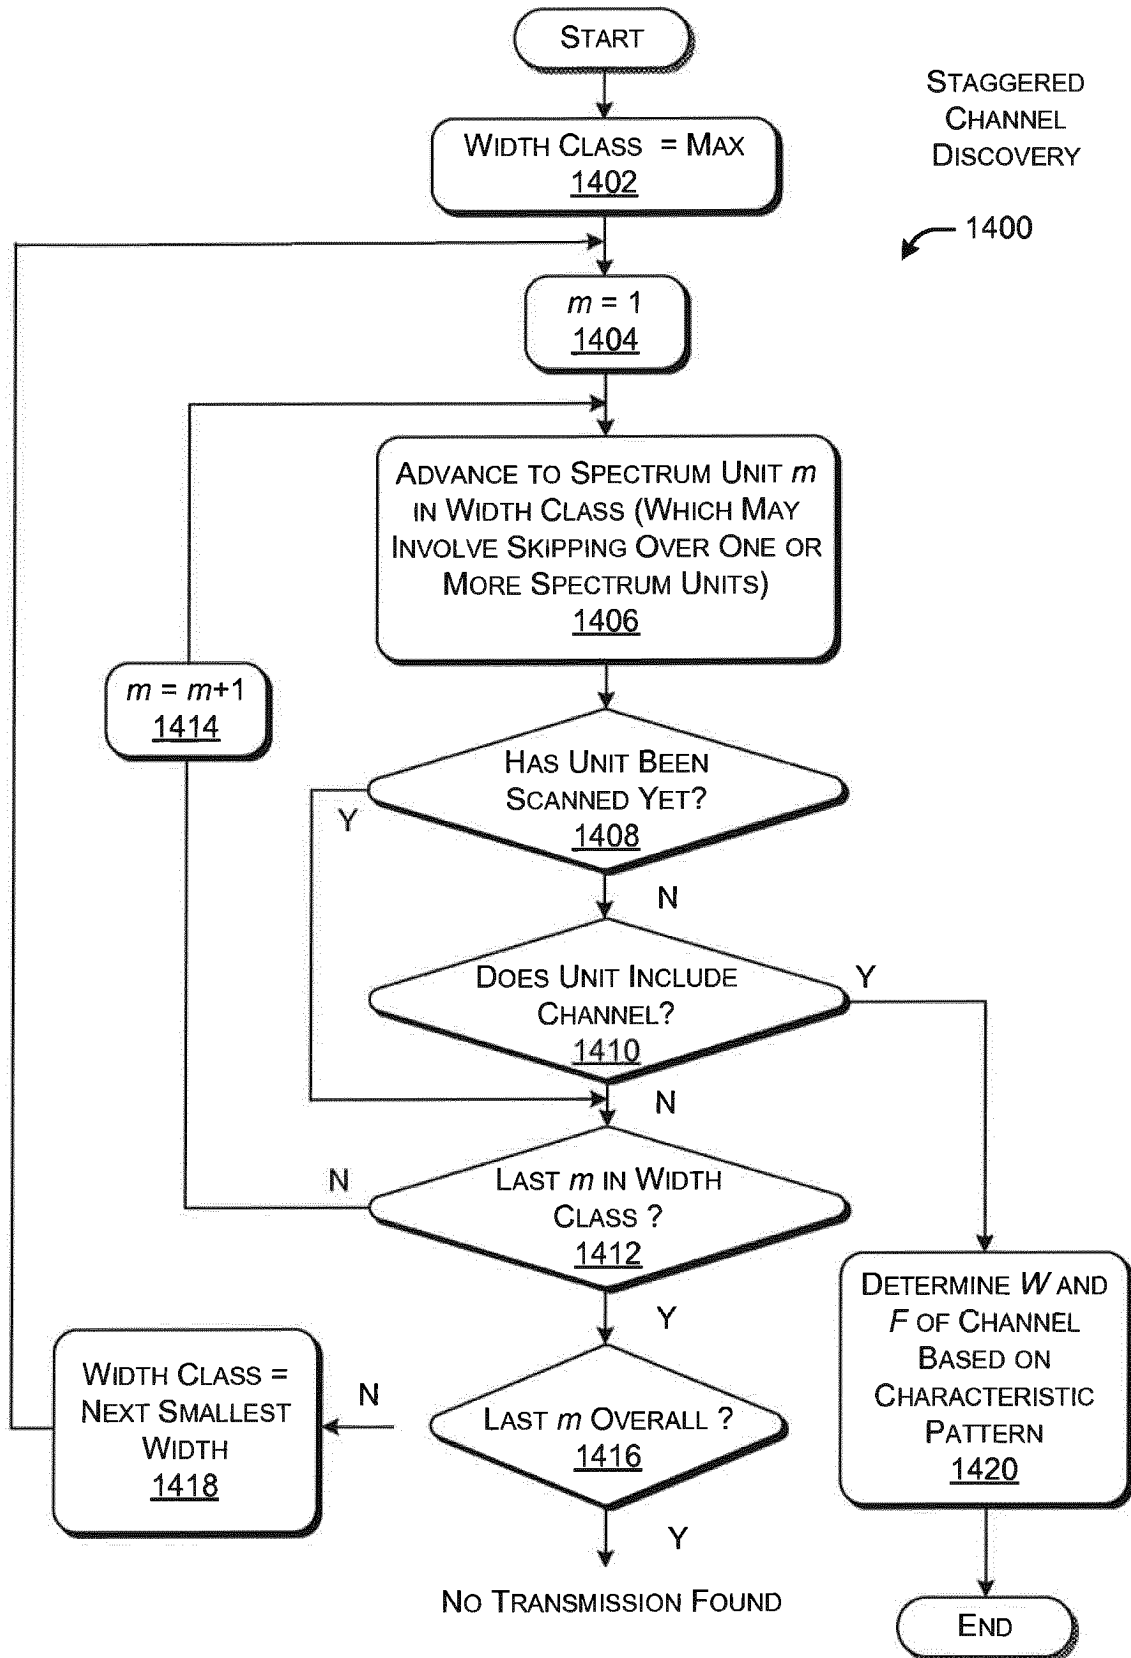 START
STAGGERED
CHANNEL
DISCOVERY
1400
WIDTH CLASS = MAX
1402
m = 1
1404
ADVANCE TO SPECTRUM UNIT m
IN WIDTH CLASS (WHICH MAY
INVOLVE SKIPPING OVER ONE OR
MORE SPECTRUM UNITS)
1406
m = m+1
1414
HAS UNIT BEEN
SCANNED YET?
1408
Y
N
DOES UNIT INCLUDE
CHANNEL?
1410
Y
N
LAST m IN WIDTH
CLASS ?
1412
N
Y
DETERMINE W AND
F OF CHANNEL
BASED ON
CHARACTERISTIC
PATTERN
1420
WIDTH CLASS =
NEXT SMALLEST
WIDTH
1418
N
LAST m OVERALL ?
1416
Y
NO TRANSMISSION FOUND
END